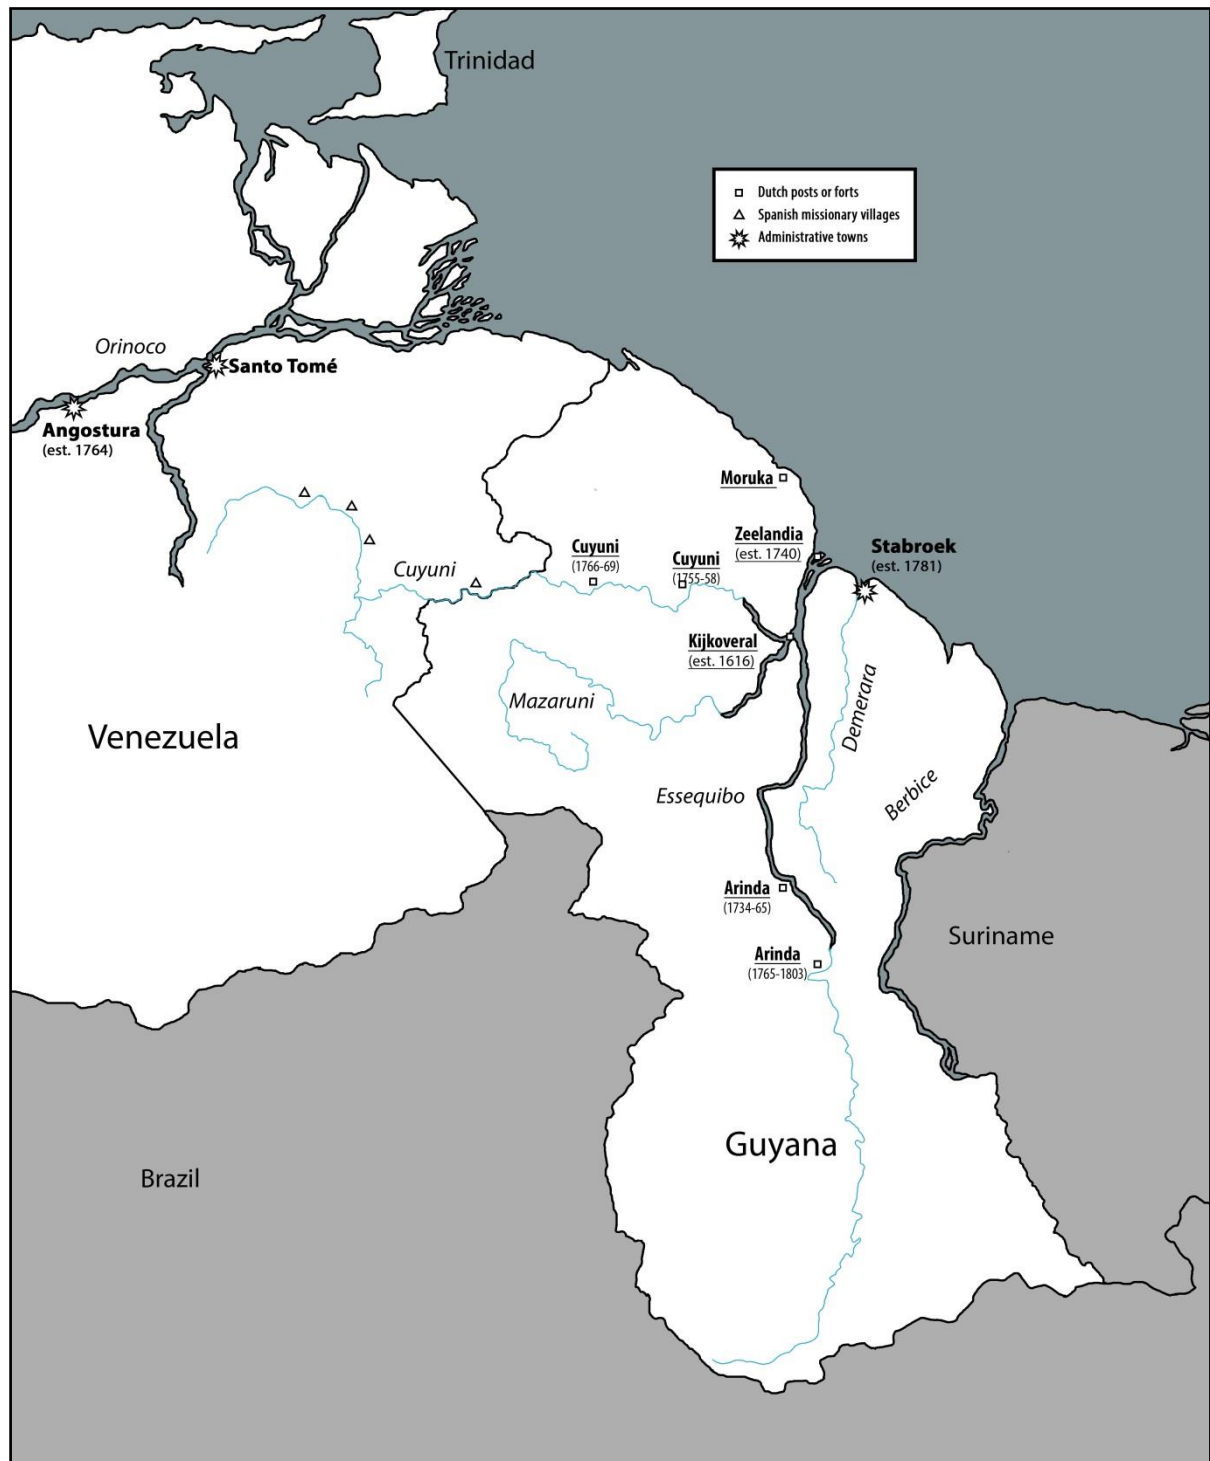 Trinidad
Dutch posts or forts
Spanish missionary villages
Administrative towns
Orinoco
Santo Tomé
Angostura
(est. 1764)
Moruka
Zeelandia
(est. 1740)
Stabroek
(est. 1781)
Cuyuni
(1766-69)
Cuyuni
(1755-58)
Cuyuni
Kijkoveral
(est. 1616)
Mazaruni
Demerara
Venezuela
Essequibo
Berbice
Arinda
(1734-65)
Suriname
Arinda
(1765-1803)
Guyana
Brazil